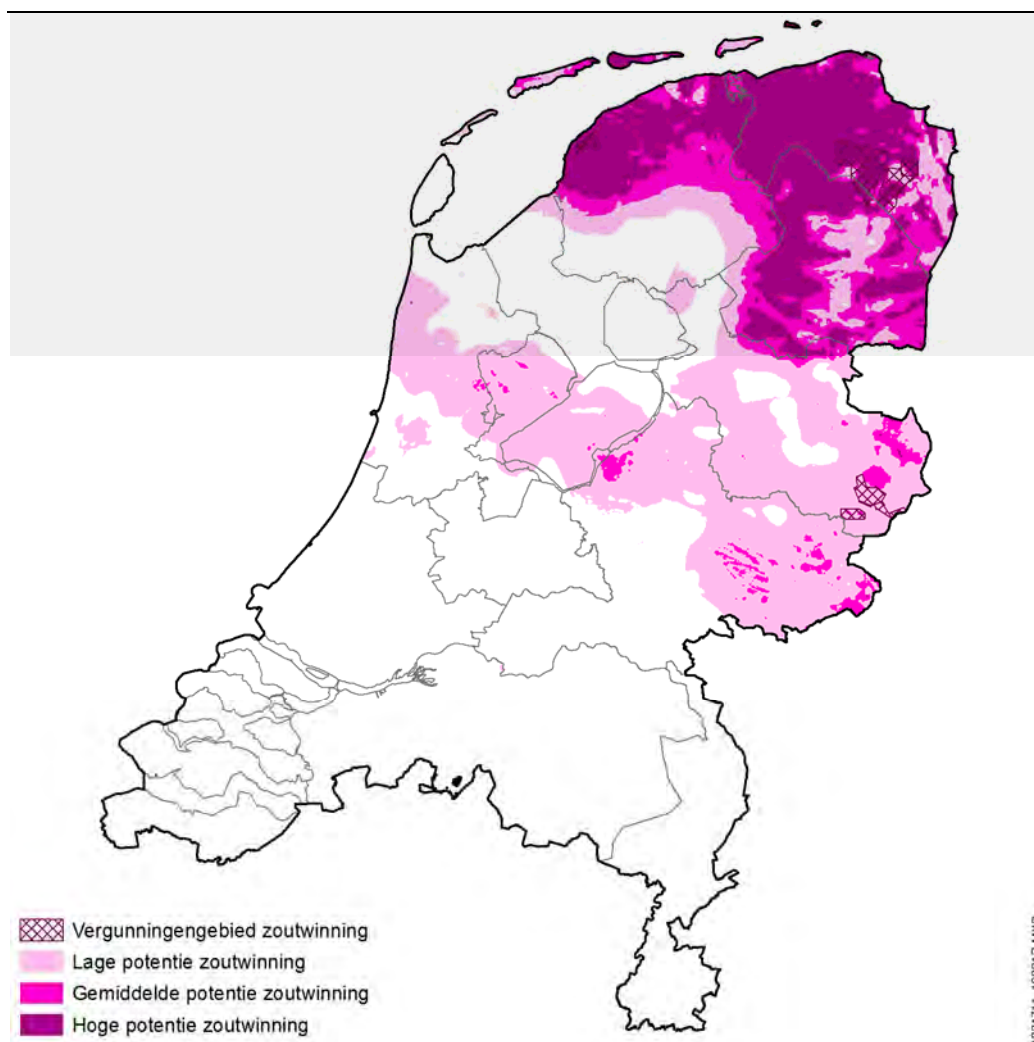 Vergunningengebied zoutwinning
Lage potentie zoutwinning
Gemiddelde potentie zoutwinning
Hoge potentie zoutwinning